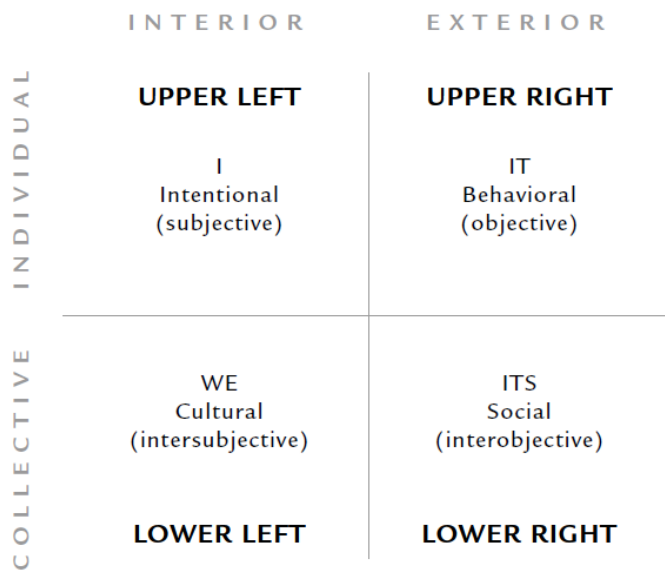 INTERIOR
EXTERIOR
INDIVIDUAL
UPPER LEFT
I
Intentional
(subjective)
UPPER RIGHT
IT
Behavioral
(objective)
COLLECTIVE
WE
Cultural
(intersubjective)
LOWER LEFT
ITS
Social
(interobjective)
LOWER RIGHT